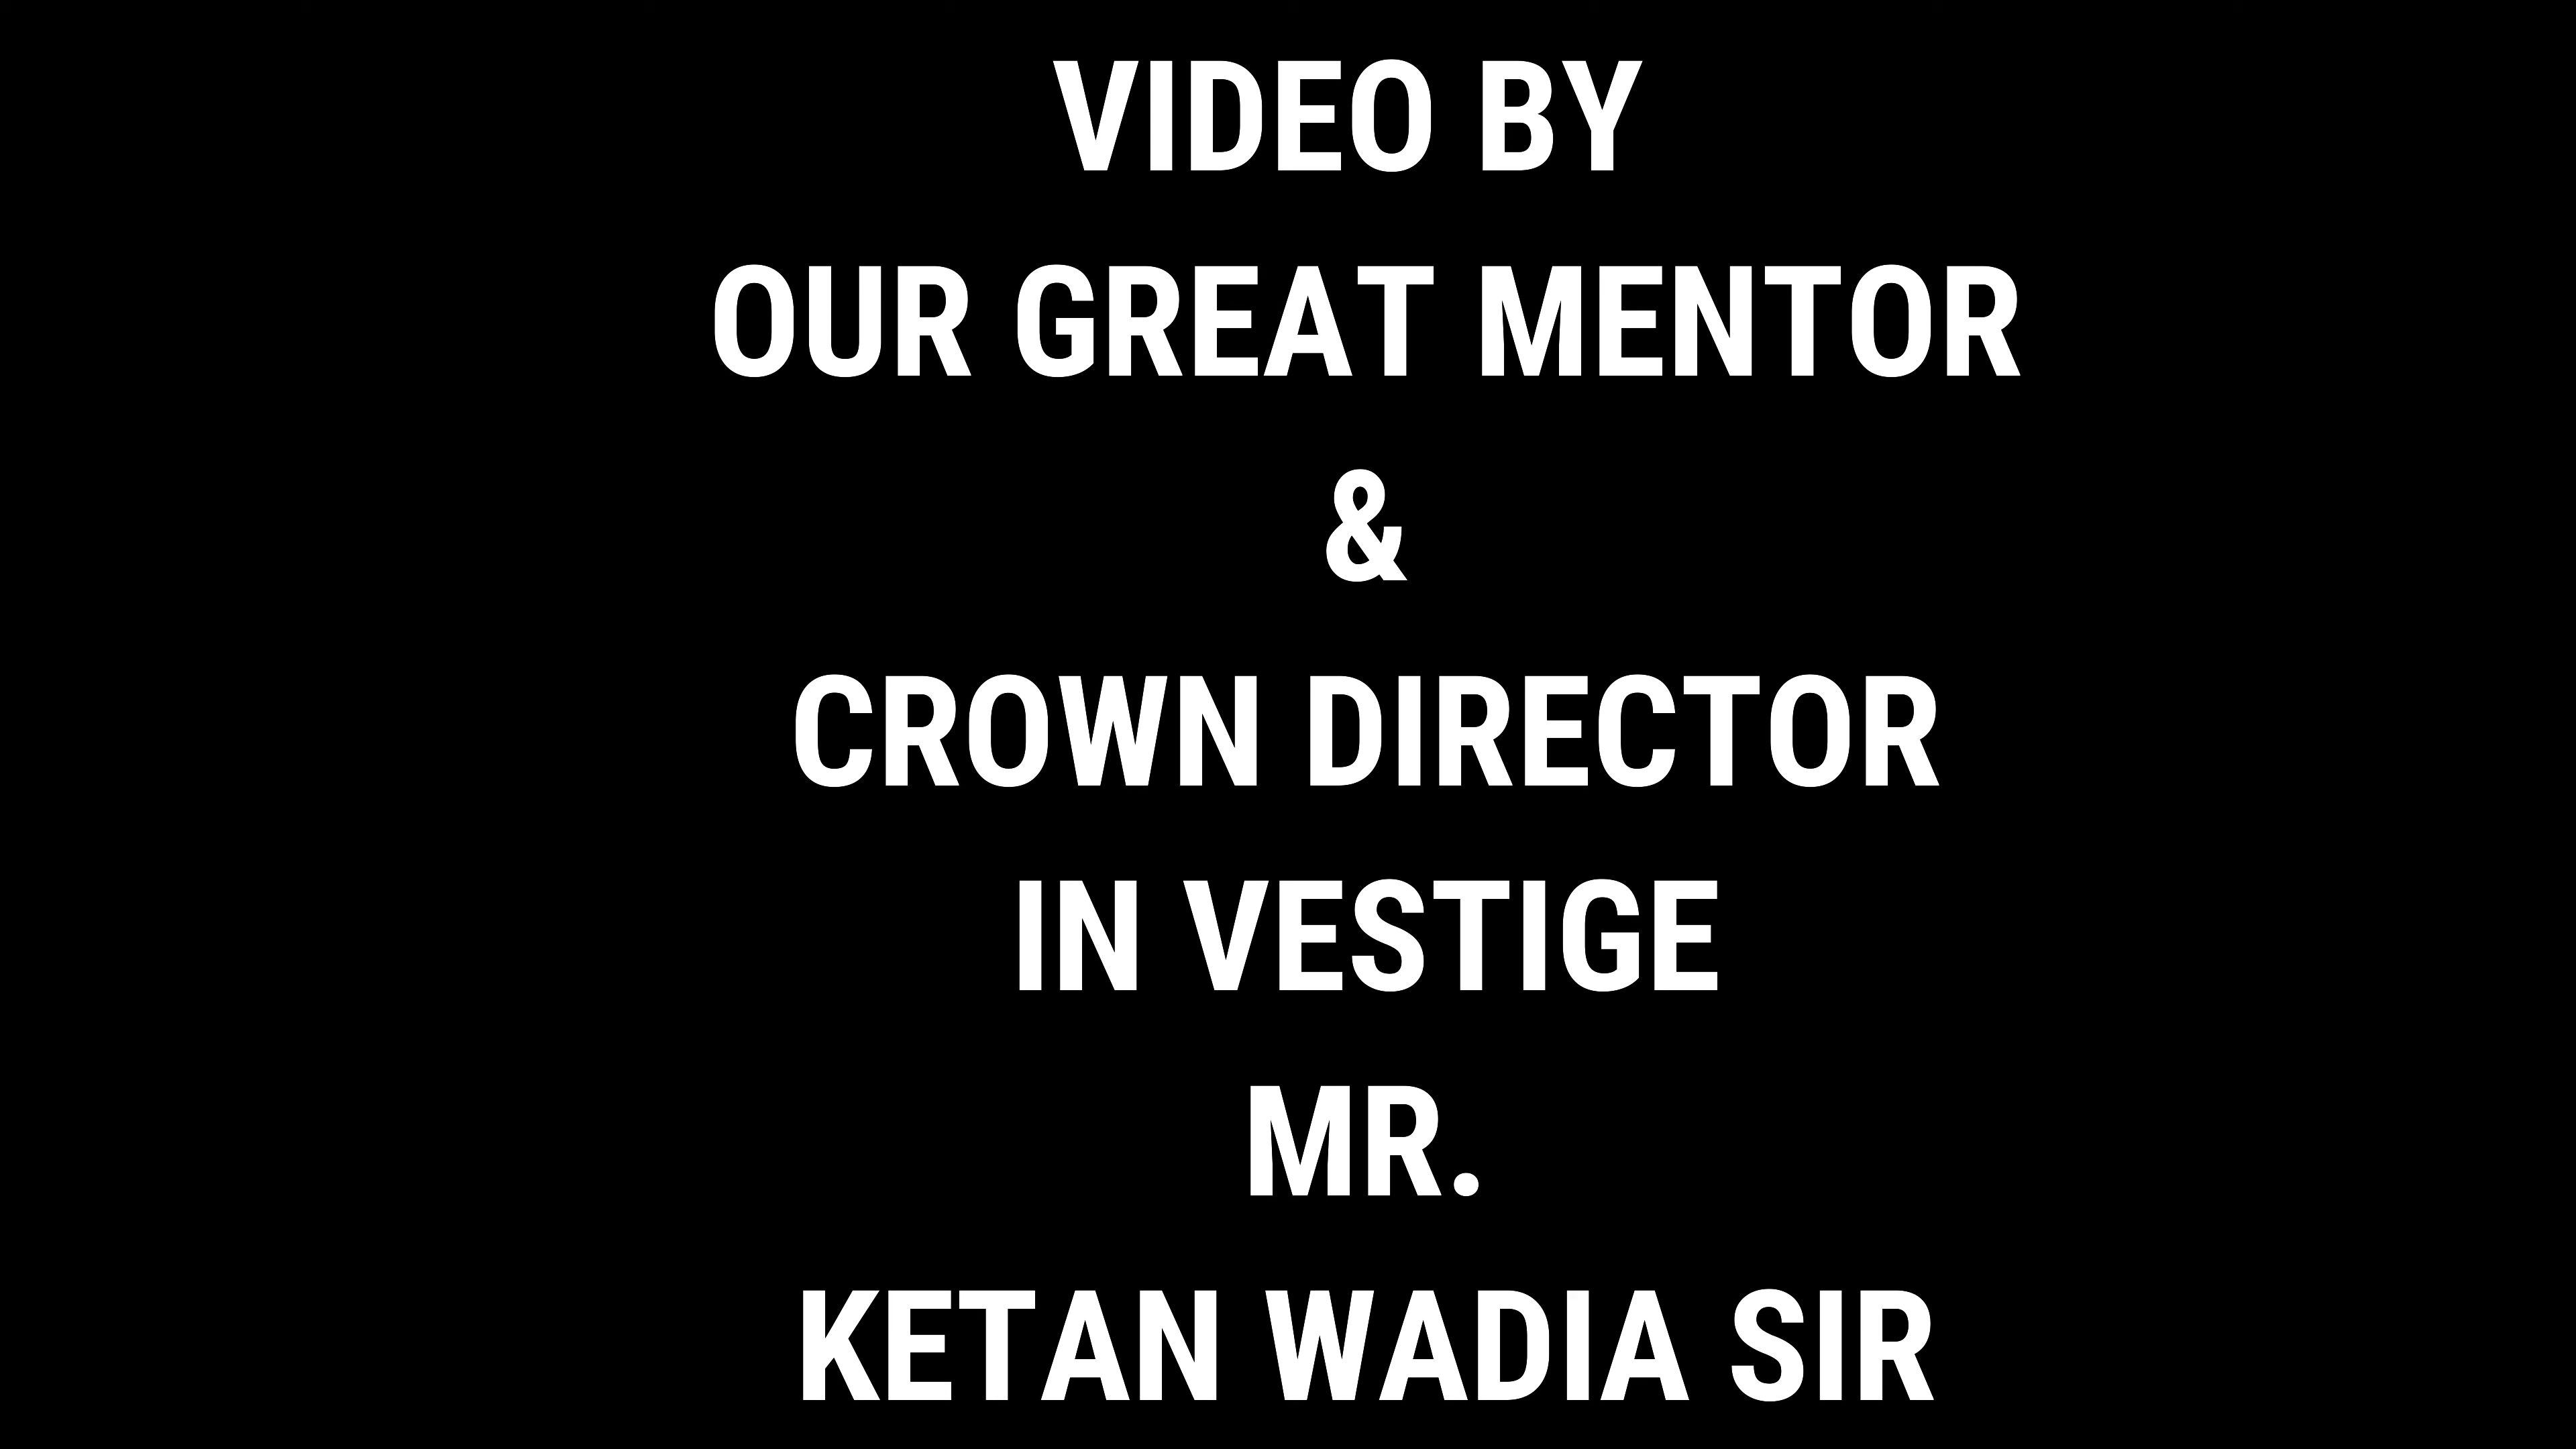 VIDEO BY
OUR GREAT MENTOR
&
CROWN DIRECTOR
IN VESTIGE
MR.
KETAN WADIA SIR